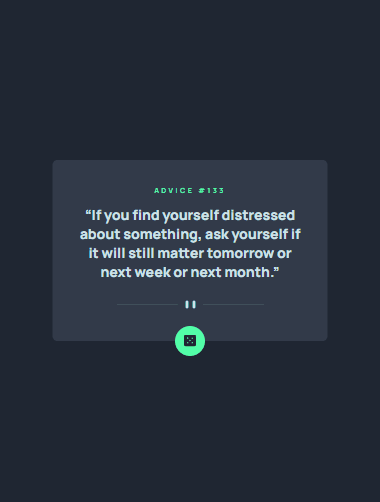 ADVICE #133
“If you find yourself distressed
about something, ask yourself if
it will still matter tomorrow or
next week or next month.”